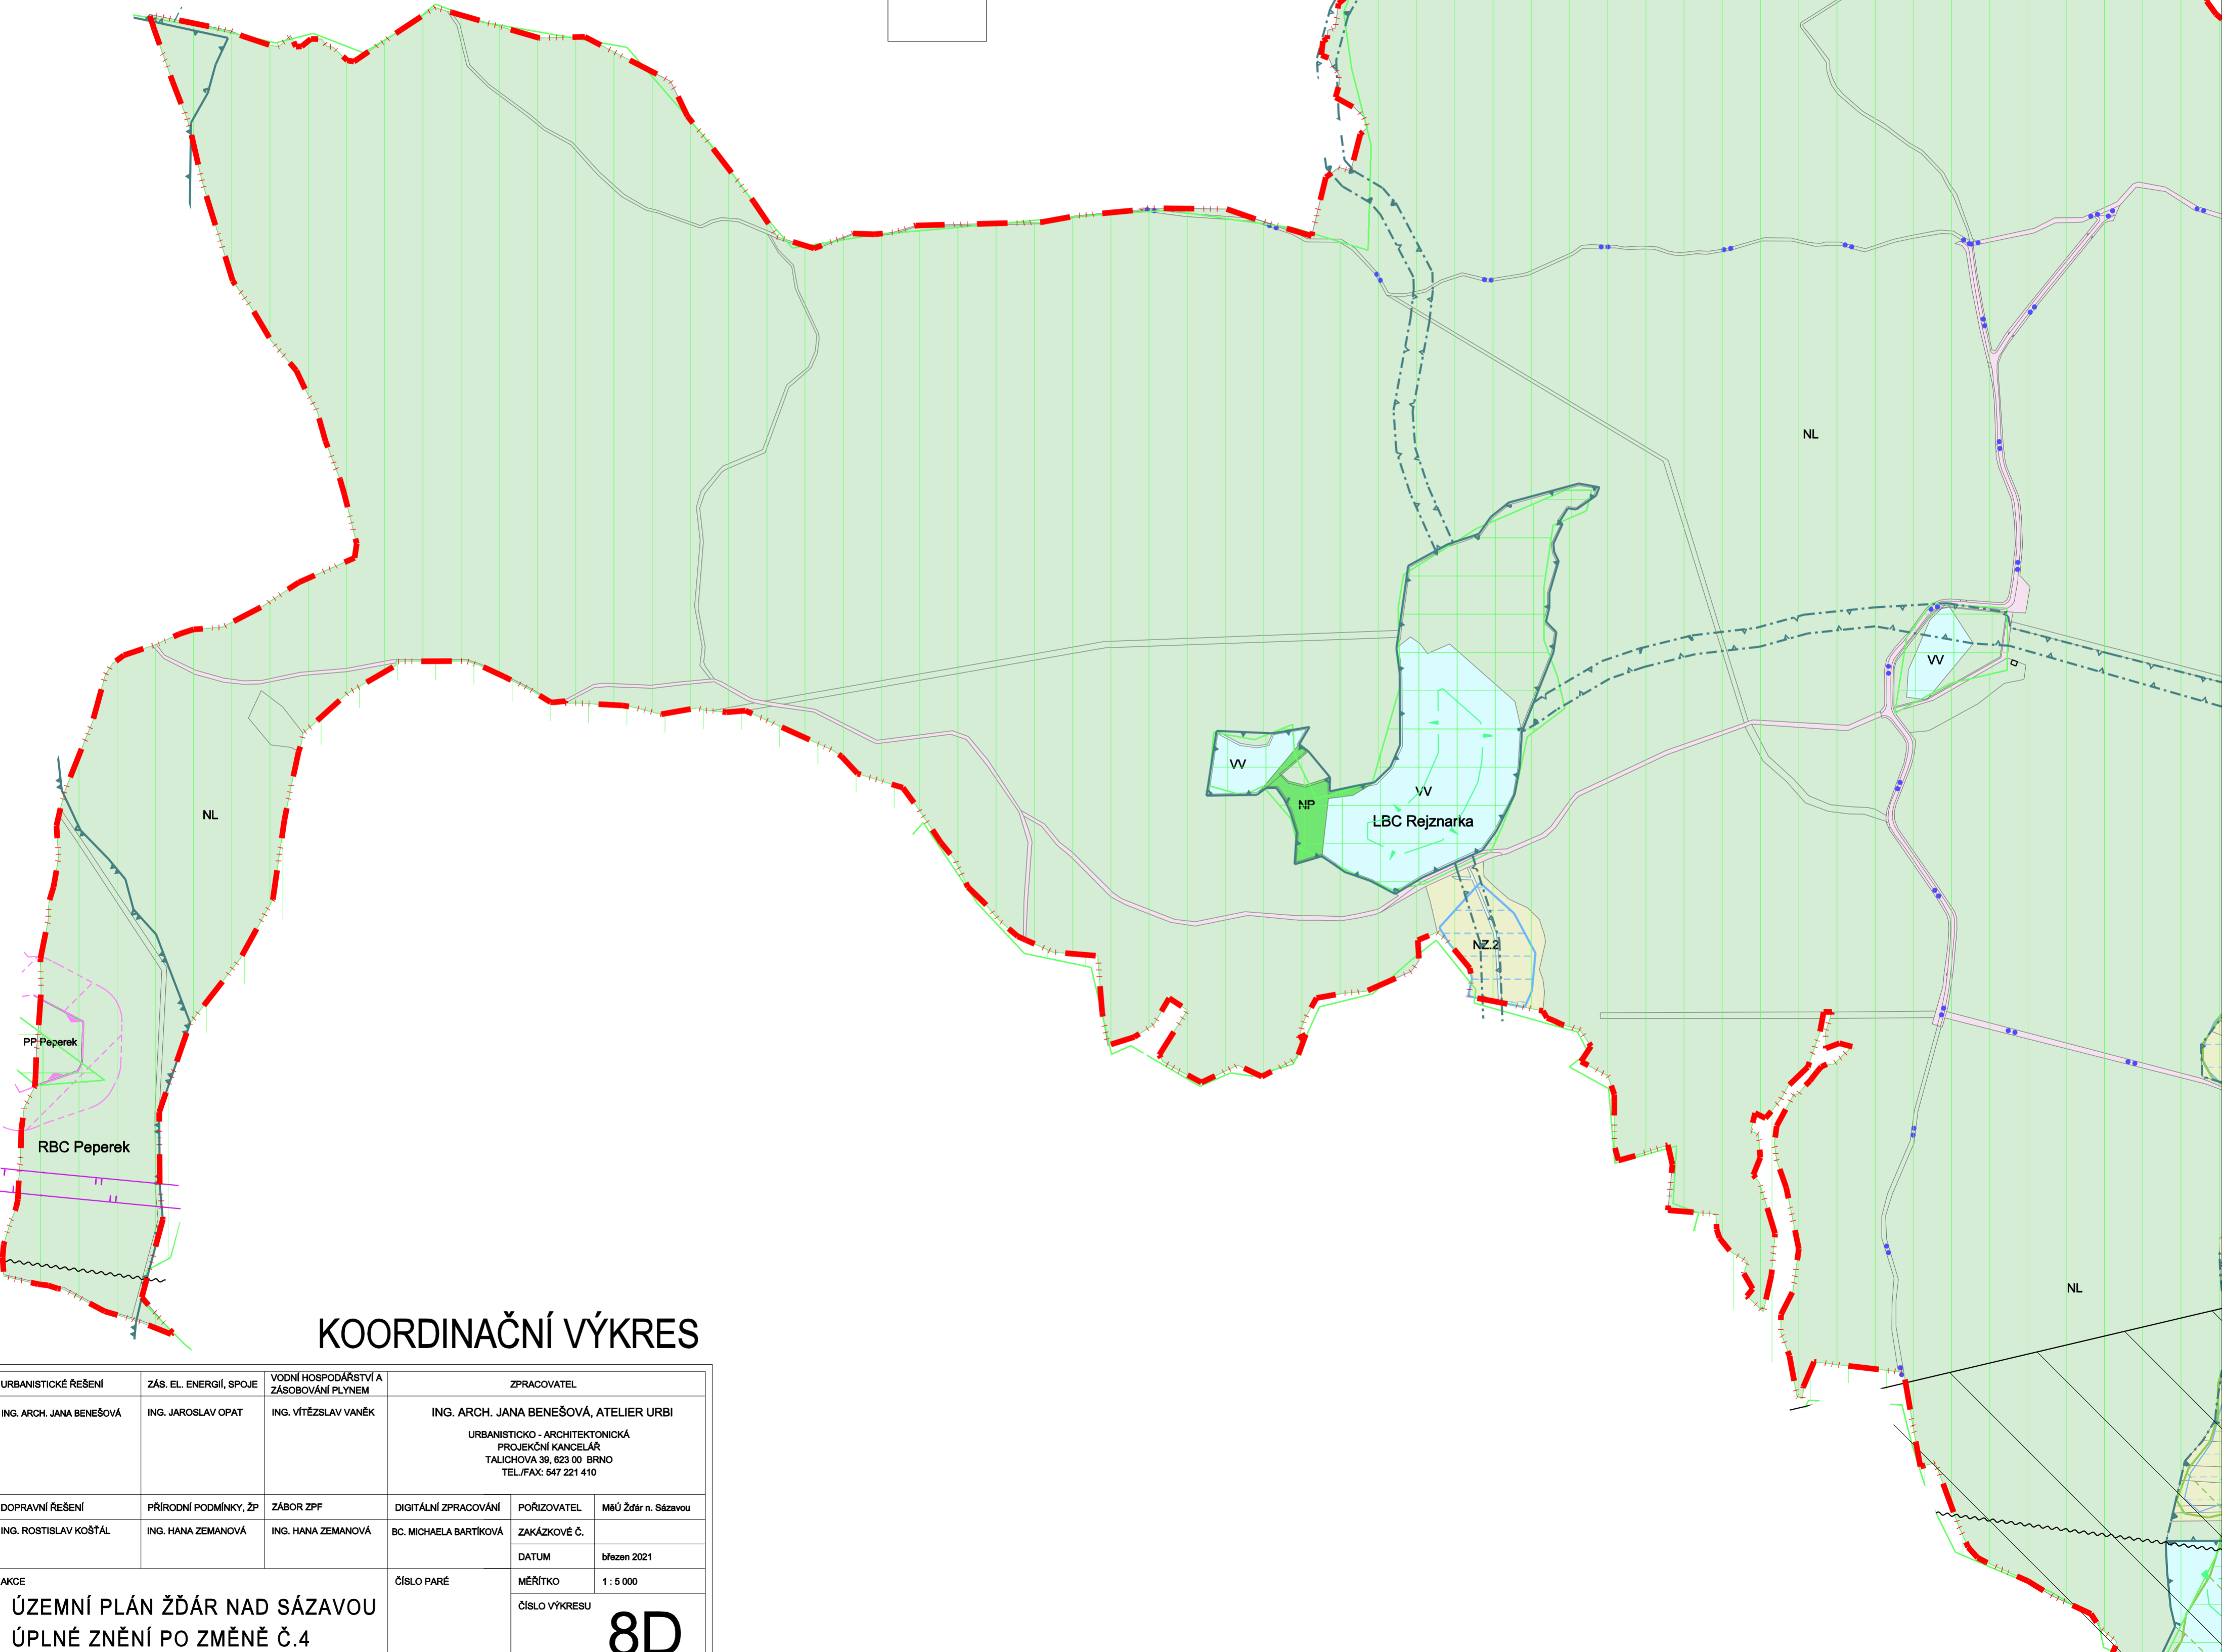 NL
VV
VV
NP
VV
LBC Rejznarka
NL
NZ.2
PP Peperek
RBC Peperek
NL
KOORDINAČNÍ VÝKRES
URBANISTICKÉ ŘEŠENÍ
ZÁS. EL. ENERGIÍ, SPOJE
VODNÍ HOSPODÁŘSTVÍ A
ZÁSOBOVÁNÍ PLYNEM
ZPRACOVATEL
ING. ARCH. JANA BENEŠOVÁ
ING. JAROSLAV OPAT
ING. VÍTĚZSLAV VANĚK
ING. ARCH. JANA BENEŠOVÁ, ATELIER URBI
URBANISTICKO - ARCHITEKTONICKÁ
PROJEKČNÍ KANCELÁŘ
TALICHOVA 39, 623 00 BRNO
TEL./FAX: 547 221 410
DOPRAVNÍ ŘEŠENÍ
PŘÍRODNÍ PODMÍNKY, ŽP
ZÁBOR ZPF
DIGITÁLNÍ ZPRACOVÁNÍ
POŘIZOVATEL
MěÚ Žďár n. Sázavou
ING. ROSTISLAV KOŠŤÁL
ING. HANA ZEMANOVÁ
ING. HANA ZEMANOVÁ
BC. MICHAELA BARTÍKOVÁ
ZAKÁZKOVÉ Č.
DATUM
březen 2021
AKCE
ČÍSLO PARÉ
MĚŘÍTKO
1 : 5 000
ÚZEMNÍ PLÁN ŽĎÁR NAD SÁZAVOU
ÚPLNÉ ZNĚNÍ PO ZMĚNĚ Č.4
ČÍSLO VÝKRESU
8D